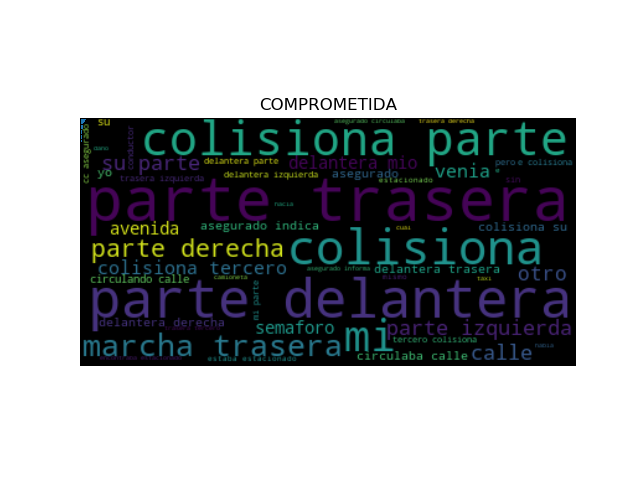 COMPROMETIDA
su
asegurado circulaba
trasera derecha
cc asegurado
conductor
colisiona parte
dano
su parte
delantera parte
delantera mio
pero e colisiona
yo
trasera izquierda
delantera izquierda
asegurado
venia
estacionado
sin
parte trasera
hacia
avenida
asegurado indica
cusu
colisiona su
parte derecha
colisiona
colisiona tercero
asegurado informa
delantera trasera
otro
circulando calle
camioneta
taxi
mi parte
parte delantera
delantera derecha
semaforo
mi
parte izquierda
marcha trasera
tercero colisiona
estaba estacionado
circulaba calle
calle